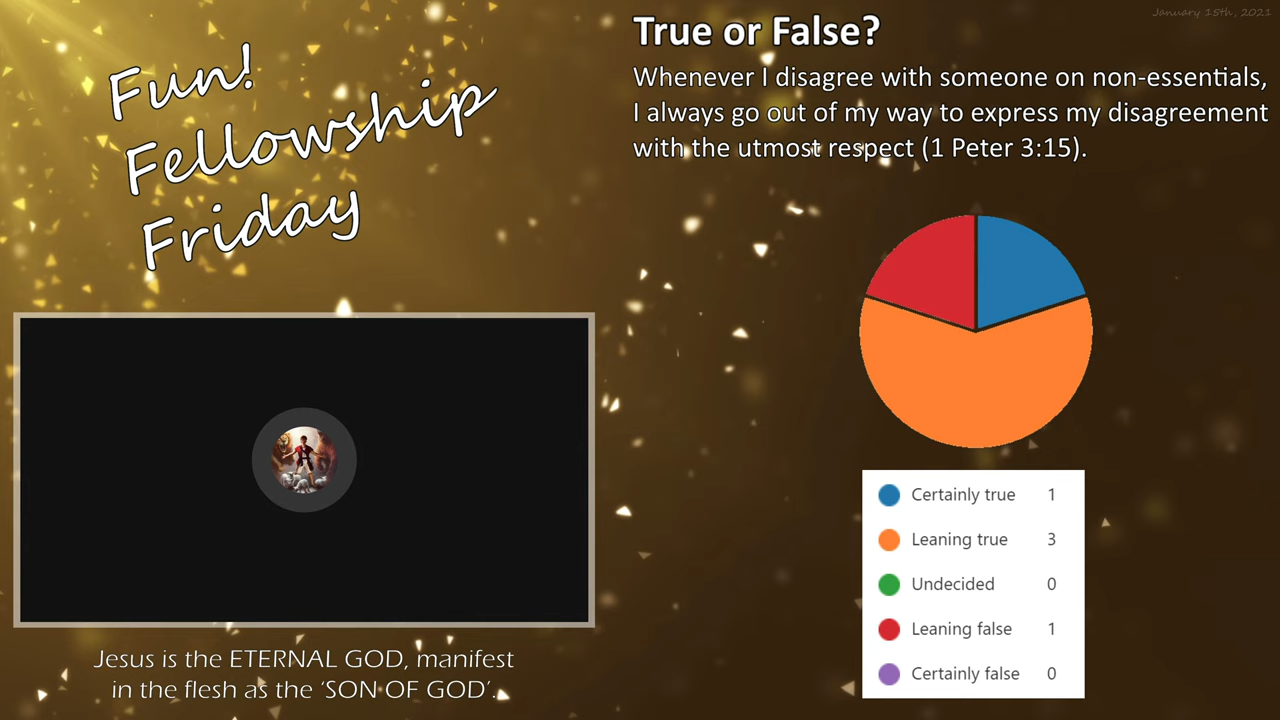 Fun!
Fellowship
Friday
Jesus is the ETERNAL GOD, manifest
in the flesh as the ‘SON OF GOD’.
January 15th, 2021
True or False?
Whenever I disagree with someone on non-essentials,
I always go out of my way to express my disagreement
with the utmost respect (1 Peter 3:15).
Certainly true 1
Leaning true 3
Undecided 0
Leaning false 1
Certainly false 0